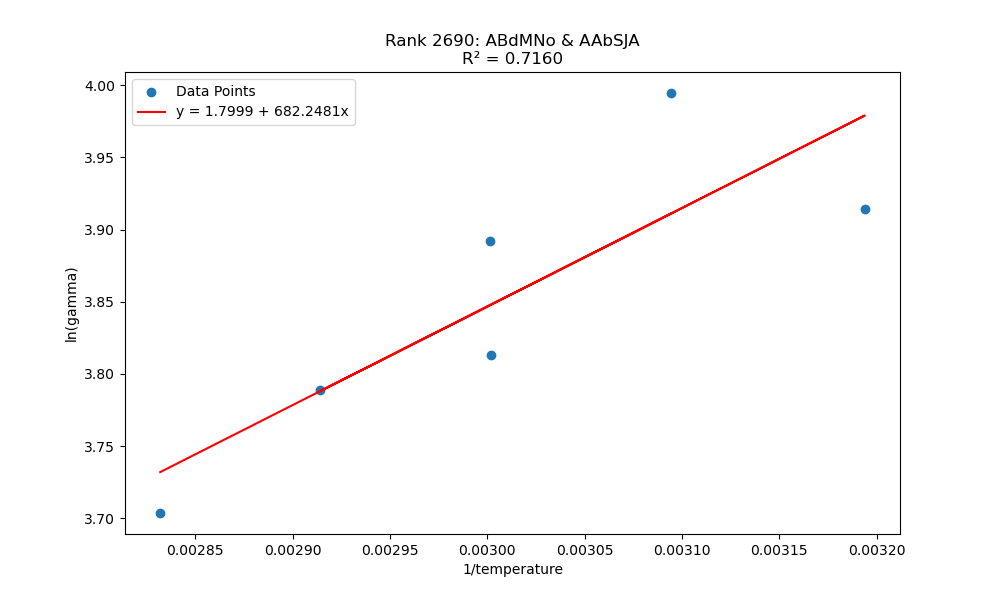 Rank 2690: ABdMNo & AAbSJA
R² = 0.7160
Data Points
y = 1.7999 + 682.2481x
4.00
3.95
3.90
3.85
3.80
3.75
3.70
ln(gamma)
0.00285
0.00290
0.00295
0.00300
0.00305
0.00310
0.00315
0.00320
1/temperature